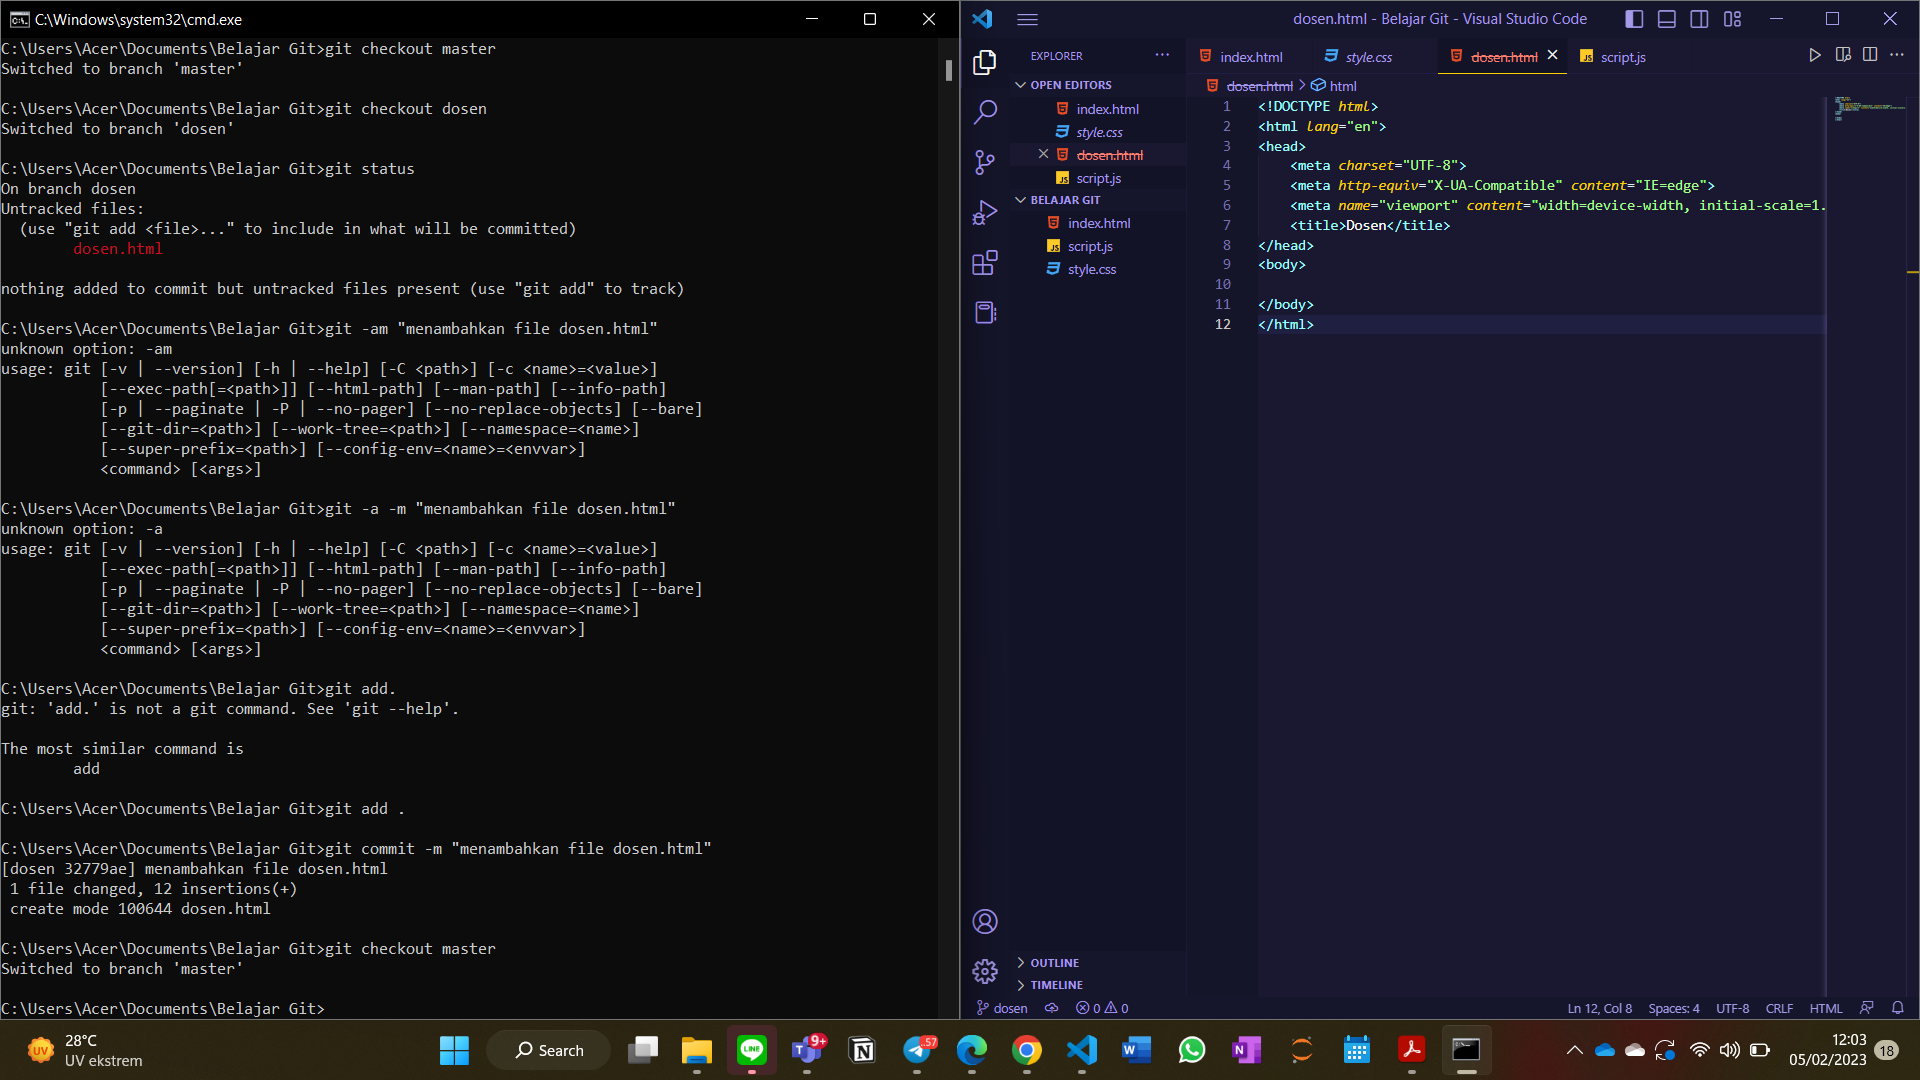 C:\Windows\system32\cmd.exe
C:\Users\Acer\Documents\Belajar Git>git checkout master
Switched to branch 'master'
C:\Users\Acer\Documents\Belajar Git>git checkout dosen
Switched to branch 'dosen'
C:\Users\Acer\Documents\Belajar Git>git status
On branch dosen
Untracked files:
  (use "git add <file>..." to include in what will be committed)
        dosen.html
nothing added to commit but untracked files present (use "git add" to track)
C:\Users\Acer\Documents\Belajar Git>git -am "menambahkan file dosen.html"
unknown option: -am
usage: git [-v | --version] [-h | --help] [-C <path>] [-c <name>=<value>]
           [--exec-path[=<path>]] [--html-path] [--man-path] [--info-path]
           [-p | --paginate | -P | --no-pager] [--no-replace-objects] [--bare]
           [--git-dir=<path>] [--work-tree=<path>] [--namespace=<name>]
           [--super-prefix=<path>] [--config-env=<name>=<envvar>]
           <command> [<args>]
C:\Users\Acer\Documents\Belajar Git>git -a -m "menambahkan file dosen.html"
unknown option: -a
usage: git [-v | --version] [-h | --help] [-C <path>] [-c <name>=<value>]
           [--exec-path[=<path>]] [--html-path] [--man-path] [--info-path]
           [-p | --paginate | -P | --no-pager] [--no-replace-objects] [--bare]
           [--git-dir=<path>] [--work-tree=<path>] [--namespace=<name>]
           [--super-prefix=<path>] [--config-env=<name>=<envvar>]
           <command> [<args>]
C:\Users\Acer\Documents\Belajar Git>git add.
git: 'add.' is not a git command. See 'git --help'.
The most similar command is
        add
C:\Users\Acer\Documents\Belajar Git>git add .
C:\Users\Acer\Documents\Belajar Git>git commit -m "menambahkan file dosen.html"
[dosen 32779ae] menambahkan file dosen.html
 1 file changed, 12 insertions(+)
 create mode 100644 dosen.html
C:\Users\Acer\Documents\Belajar Git>git checkout master
Switched to branch 'master'
C:\Users\Acer\Documents\Belajar Git>
dosen.html - Belajar Git - Visual Studio Code
EXPLORER
OPEN EDITORS
index.html
style.css
dosen.html
JS script.js
BELAJAR GIT
index.html
JS script.js
style.css
OUTLINE
TIMELINE
index.html style.css dosen.html JS script.js
dosen.html > html
1 <!DOCTYPE html>
2 <html lang="en">
3 <head>
4     <meta charset="UTF-8">
5     <meta http-equiv="X-UA-Compatible" content="IE=edge">
6     <meta name="viewport" content="width=device-width, initial-scale=1.
7     <title>Dosen</title>
8 </head>
9 <body>
10
11 </body>
12 </html>
dosen 0 0 Ln 12, Col 8 Spaces: 4 UTF-8 CRLF HTML
UV
28°C
UV ekstrem
Search
LINE
9+
57
12:03
05/02/2023
18